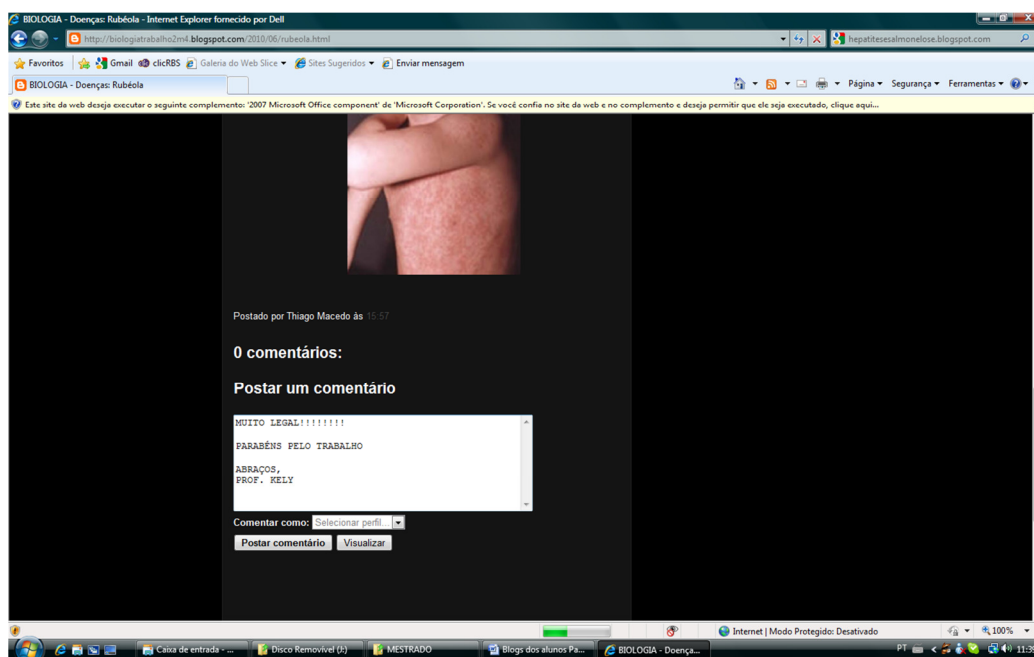 BIOLOGIA - Doenças: Rubéola - Internet Explorer fornecido por Dell
http://biologiatrabalho2m4.blogspot.com/2010/06/rubeola.html
hepatitesesalmonelose.blogspot.com
Favoritos Gmail clicRBS Galeria do Web Slice Sites Sugeridos Enviar mensagem
BIOLOGIA - Doenças: Rubéola
Página Segurança Ferramentas
Este site da web deseja executar o seguinte complemento: '2007 Microsoft Office component' de 'Microsoft Corporation'. Se você confia no site da web e no complemento e deseja permitir que ele seja executado, clique aqui...
Postado por Thiago Macedo às 15:57
0 comentários:
Postar um comentário
MUITO LEGAL!!!!!!!!
PARABÉNS PELO TRABALHO
ABRAÇOS,
PROF. KELY
Comentar como: Selecionar perfil...
Postar comentário Visualizar
Internet | Modo Protegido: Desativado 100%
Caixa de entrada - ... Disco Removível (J:) MESTRADO Blogs dos alunos Pa... BIOLOGIA - Doença... PT